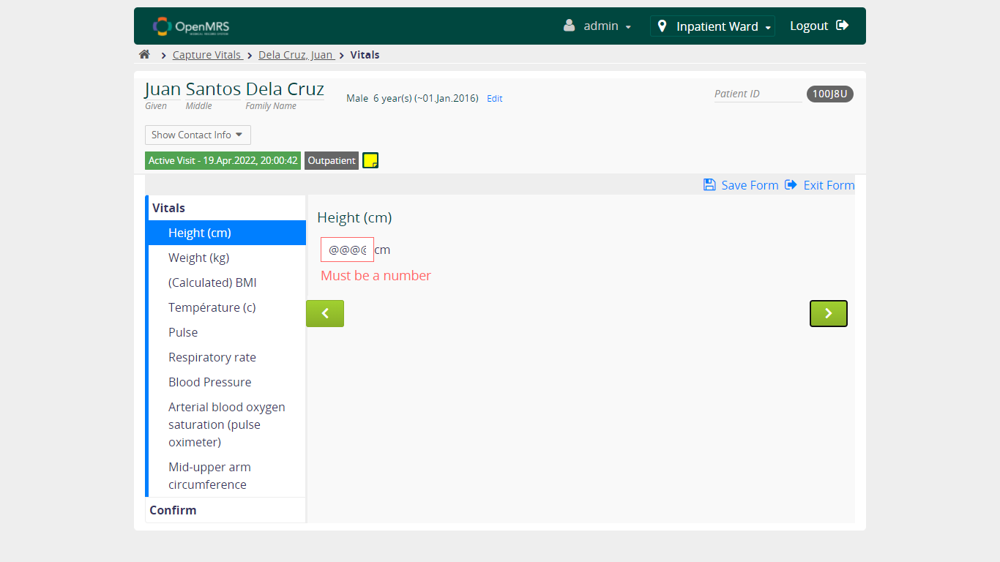 OpenMRS
admin
Inpatient Ward
Logout
Capture Vitals
Dela Cruz, Juan
Vitals
Juan Santos Dela Cruz
Given Middle Family Name
Male 6 year(s) (~01.Jan.2016) Edit
Patient ID
100J8U
Show Contact Info
Active Visit - 19.Apr.2022, 20:00:42
Outpatient
Save Form
Exit Form
Vitals
Height (cm)
Weight (kg)
(Calculated) BMI
Température (c)
Pulse
Respiratory rate
Blood Pressure
Arterial blood oxygen
saturation (pulse
oximeter)
Mid-upper arm
circumference
Confirm
Height (cm)
@@@@ cm
Must be a number